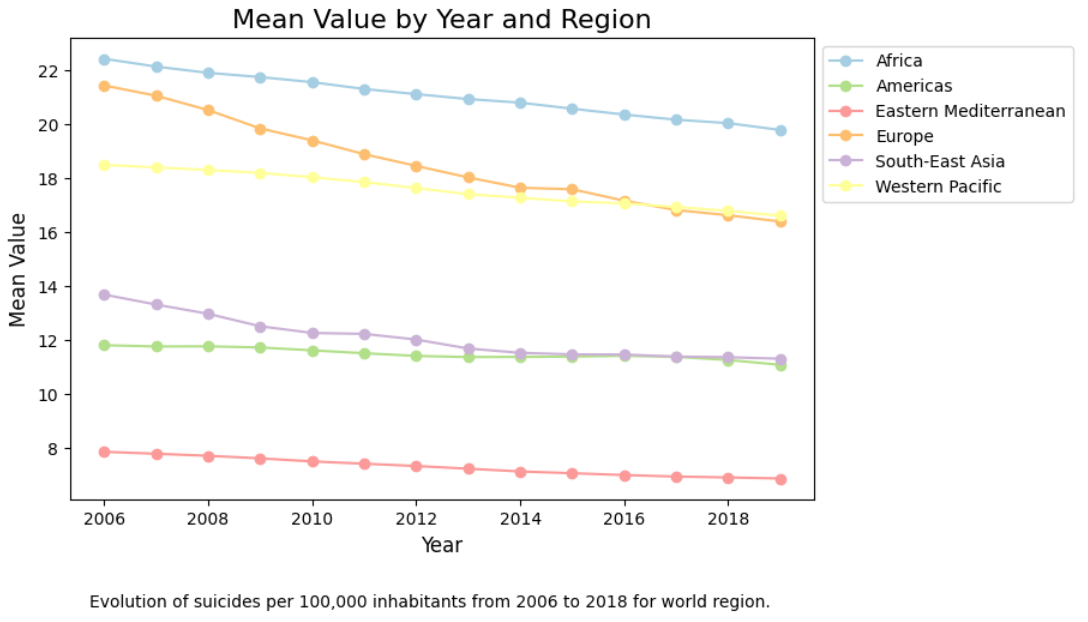 Mean Value by Year and Region
22
20
18
16
14
12
10
8
Mean Value
2006 2008 2010 2012 2014 2016 2018
Year
Africa
Americas
Eastern Mediterranean
Europe
South-East Asia
Western Pacific
Evolution of suicides per 100,000 inhabitants from 2006 to 2018 for world region.